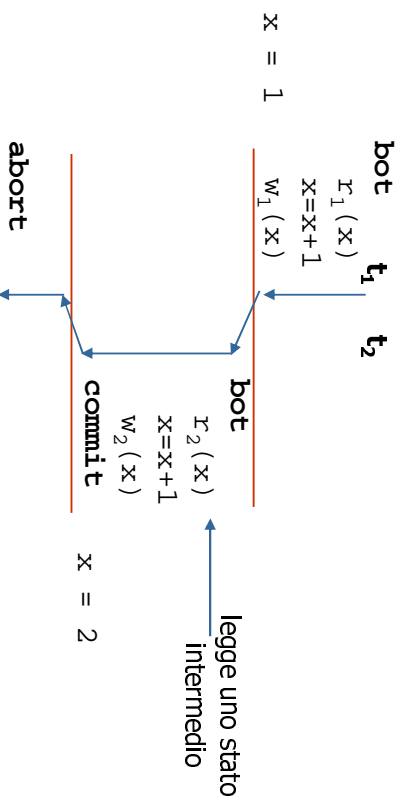 bot t₁ t₂
r₁(x)
x=x+1
x = 1 w₁(x)
bot
r₂(x)
x=x+1
w₂(x)
commit
legge uno stato
intermedio
x = 2
abort